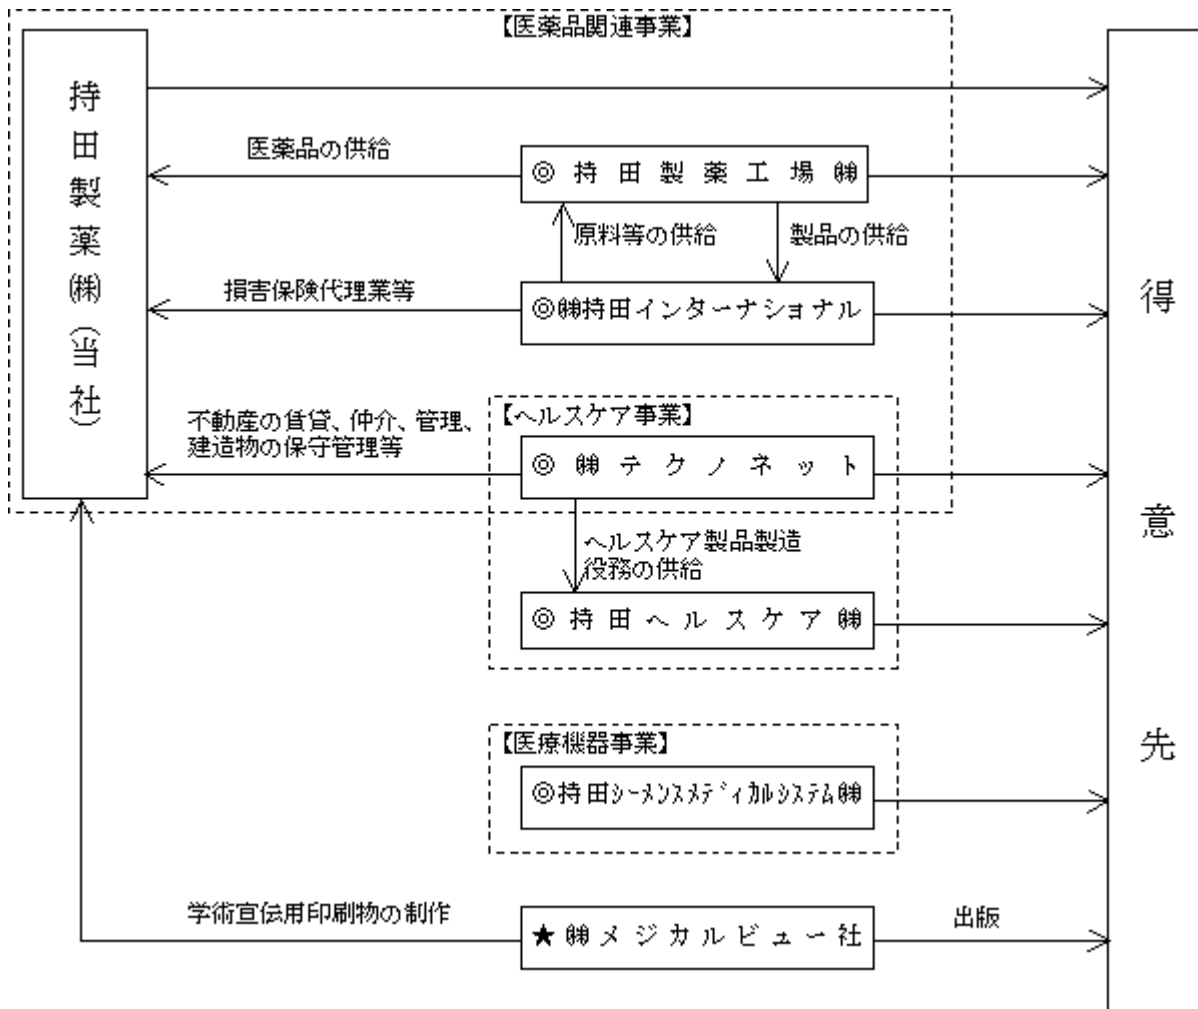 【医薬品関連事業】
持田製薬㈱(当社)
医薬品の供給
◎ 持田製薬工場㈱
原料等の供給
製品の供給
損害保険代理業等
◎㈱持田インターナショナル
得意先
不動産の賃貸、仲介、管理、
建造物の保守管理等
【ヘルスケア事業】
◎ ㈱テクノネット
ヘルスケア製品製造
役務の供給
◎ 持田ヘルスケア㈱
【医療機器事業】
◎持田ｼｰﾒﾝｽﾒﾃﾞｨｶﾙｼｽﾃﾑ㈱
学術宣伝用印刷物の制作
★㈱メジカルビュー社
出版